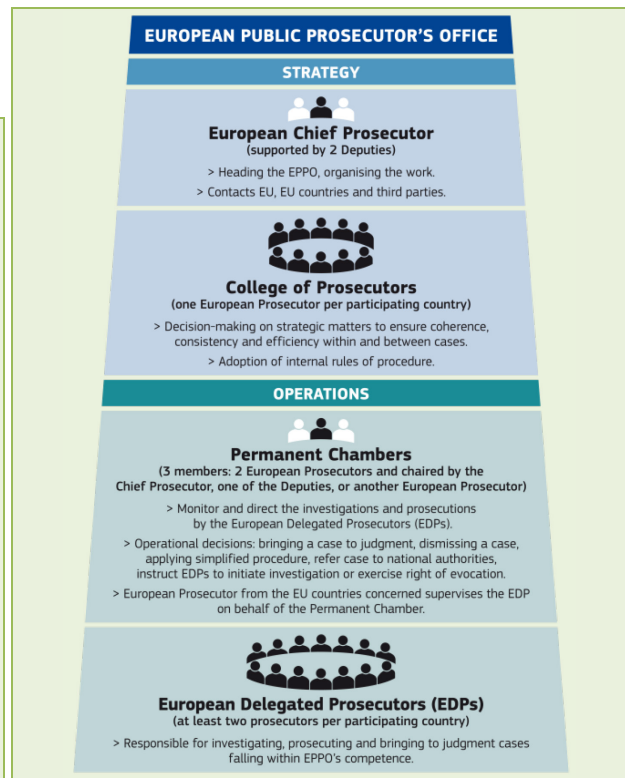 EUROPEAN PUBLIC PROSECUTOR'S OFFICE
STRATEGY
European Chief Prosecutor
(supported by 2 Deputies)
> Heading the EPPO, organising the work.
> Contacts EU, EU countries and third parties.
College of Prosecutors
(one European Prosecutor per participating country)
> Decision-making on strategic matters to ensure coherence,
consistency and efficiency within and between cases.
> Adoption of internal rules of procedure.
OPERATIONS
Permanent Chambers
(3 members: 2 European Prosecutors and chaired by the
Chief Prosecutor, one of the Deputies, or another European Prosecutor)
> Monitor and direct the investigations and prosecutions
by the European Delegated Prosecutors (EDPs).
> Operational decisions: bringing a case to judgment, dismissing a case,
applying simplified procedure, refer case to national authorities,
instruct EDPs to initiate investigation or exercise right of evocation.
> European Prosecutor from the EU countries concerned supervises the EDP
on behalf of the Permanent Chamber.
European Delegated Prosecutors (EDPs)
(at least two prosecutors per participating country)
> Responsible for investigating, prosecuting and bringing to judgment cases
falling within EPPO's competence.